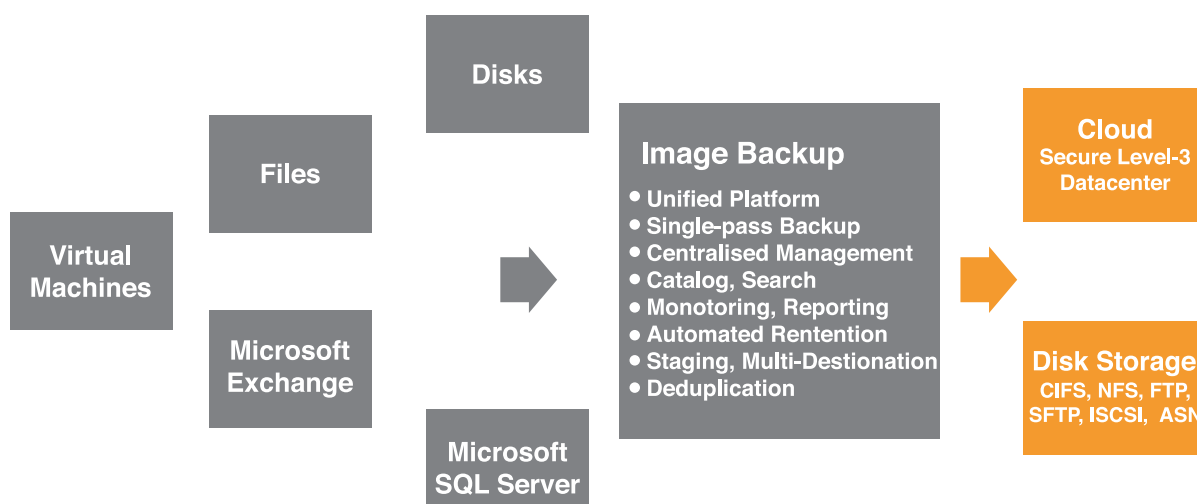 Disks
Files
Virtual
Machines
Microsoft
Exchange
Microsoft
SQL Server
Image Backup
• Unified Platform
• Single-pass Backup
• Centralised Management
• Catalog, Search
• Monotoring, Reporting
• Automated Rentention
• Staging, Multi-Destionation
• Deduplication
Cloud
Secure Level-3
Datacenter
Disk Storage
CIFS, NFS, FTP,
SFTP, ISCSI, ASN